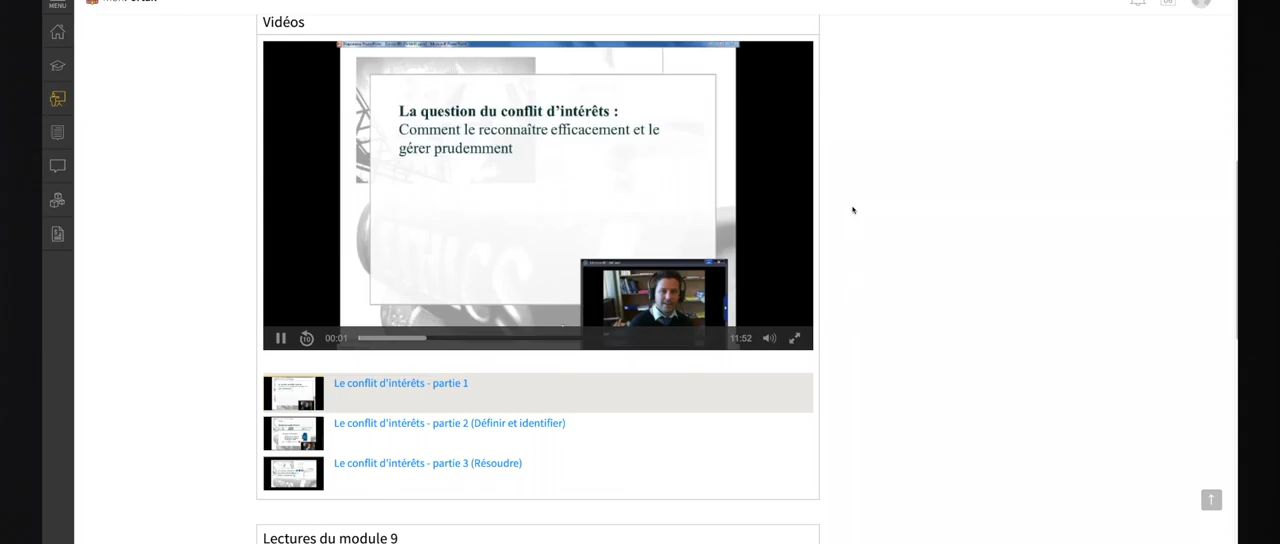 MENU
Vidéos
La question du conflit d'intérêts :
Comment le reconnaître efficacement et le
gérer prudemment
00:01
11:52
Le conflit d'intérêts - partie 1
Le conflit d'intérêts - partie 2 (Définir et identifier)
Le conflit d'intérêts - partie 3 (Résoudre)
Lectures du module 9